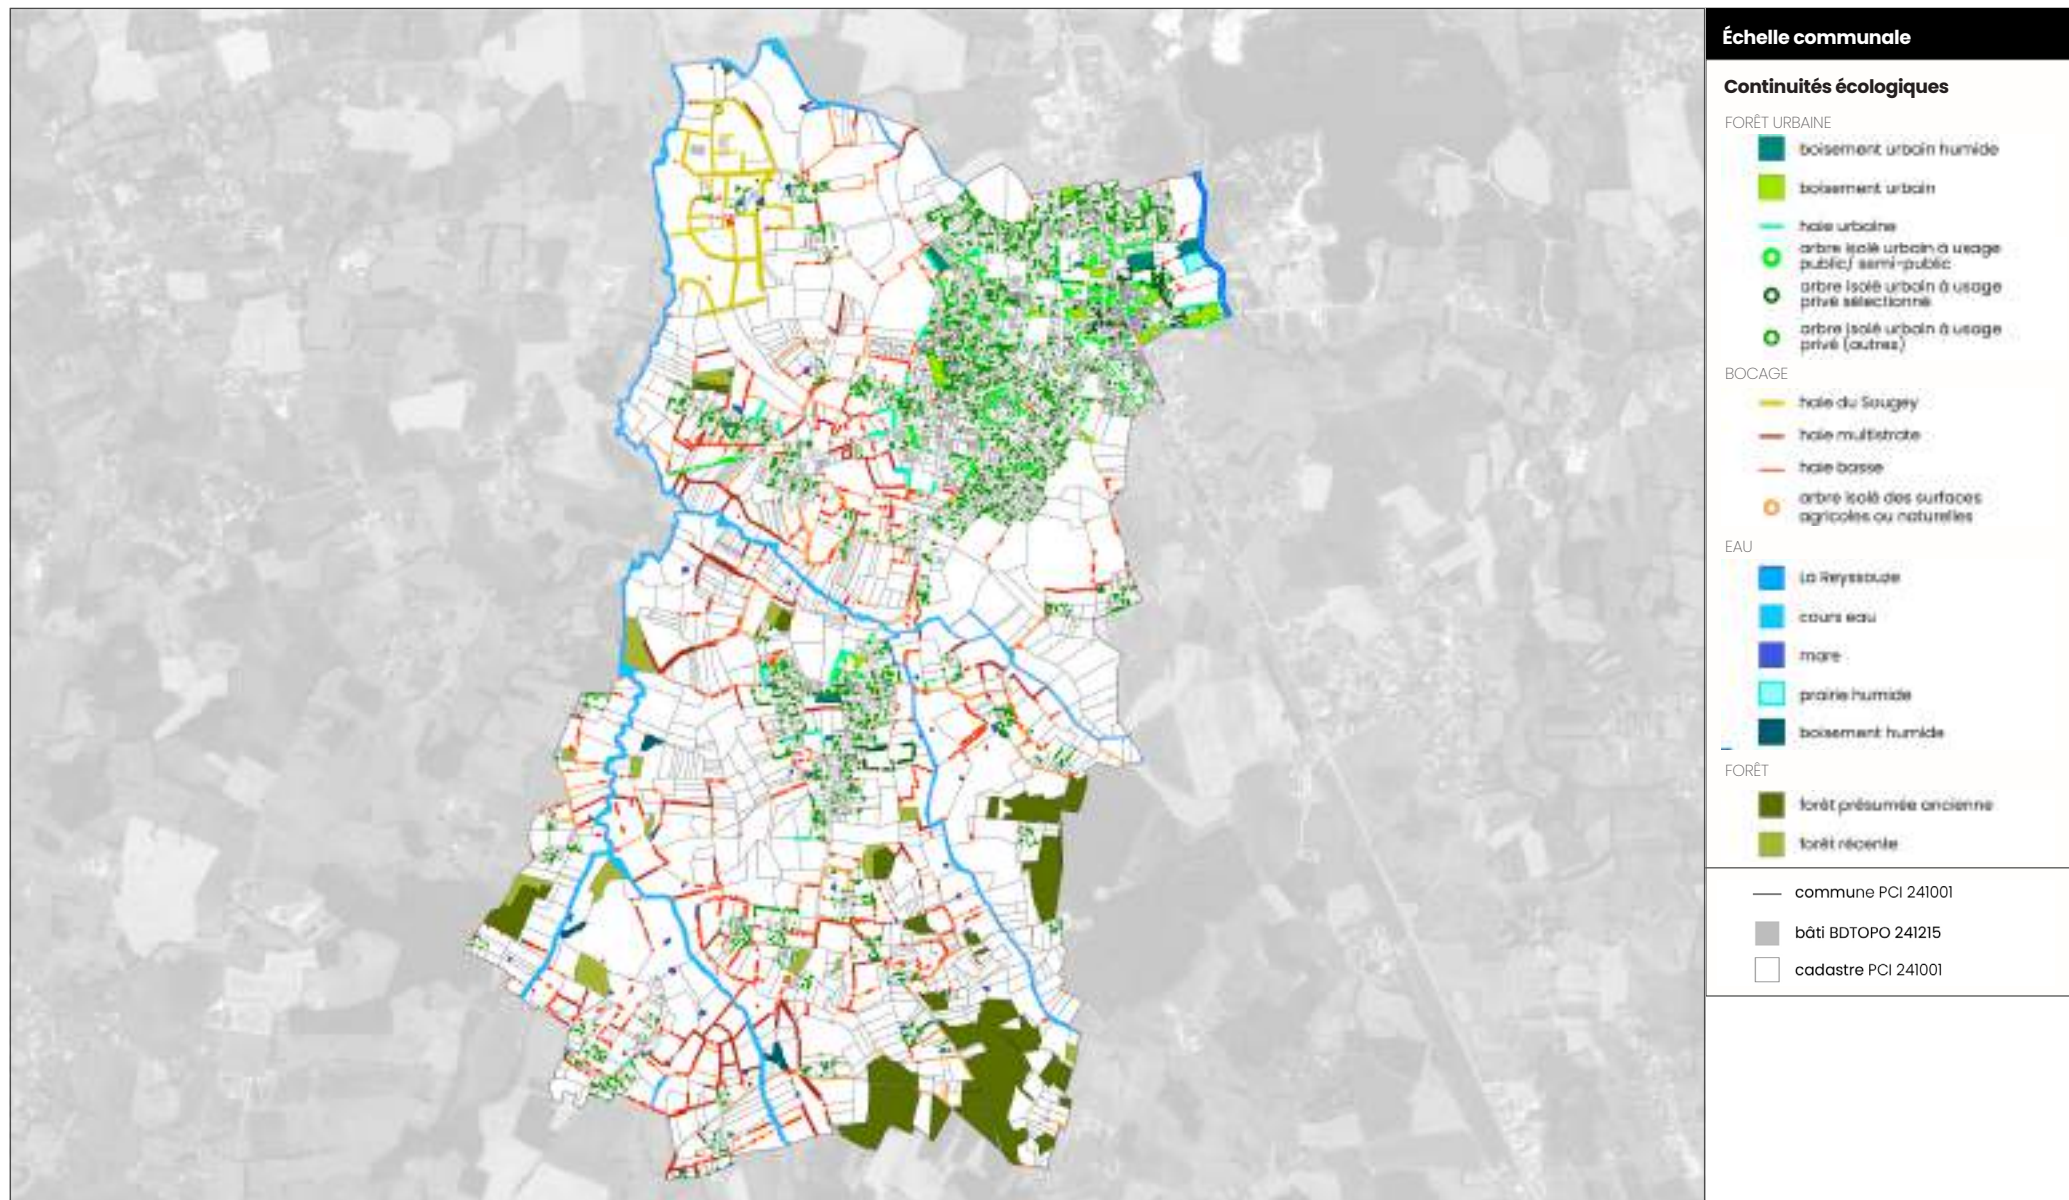 Échelle communale
Continuités écologiques
FORÊT URBAINE
boisement urbain humide
boisement urbain
haie urbaine
arbre isolé urbain à usage
public/ semi-public
arbre isolé urbain à usage
privé sélectionné
arbre isolé urbain à usage
privé (autres)
BOCAGE
haie du Sougey
haie multistrate
haie basse
arbre isolé des surfaces
agricoles ou naturelles
EAU
La Reyssouze
cours eau
mare
prairie humide
boisement humide
FORÊT
forêt présumée ancienne
forêt récente
commune PCI 241001
bâti BDTOPO 241215
cadastre PCI 241001